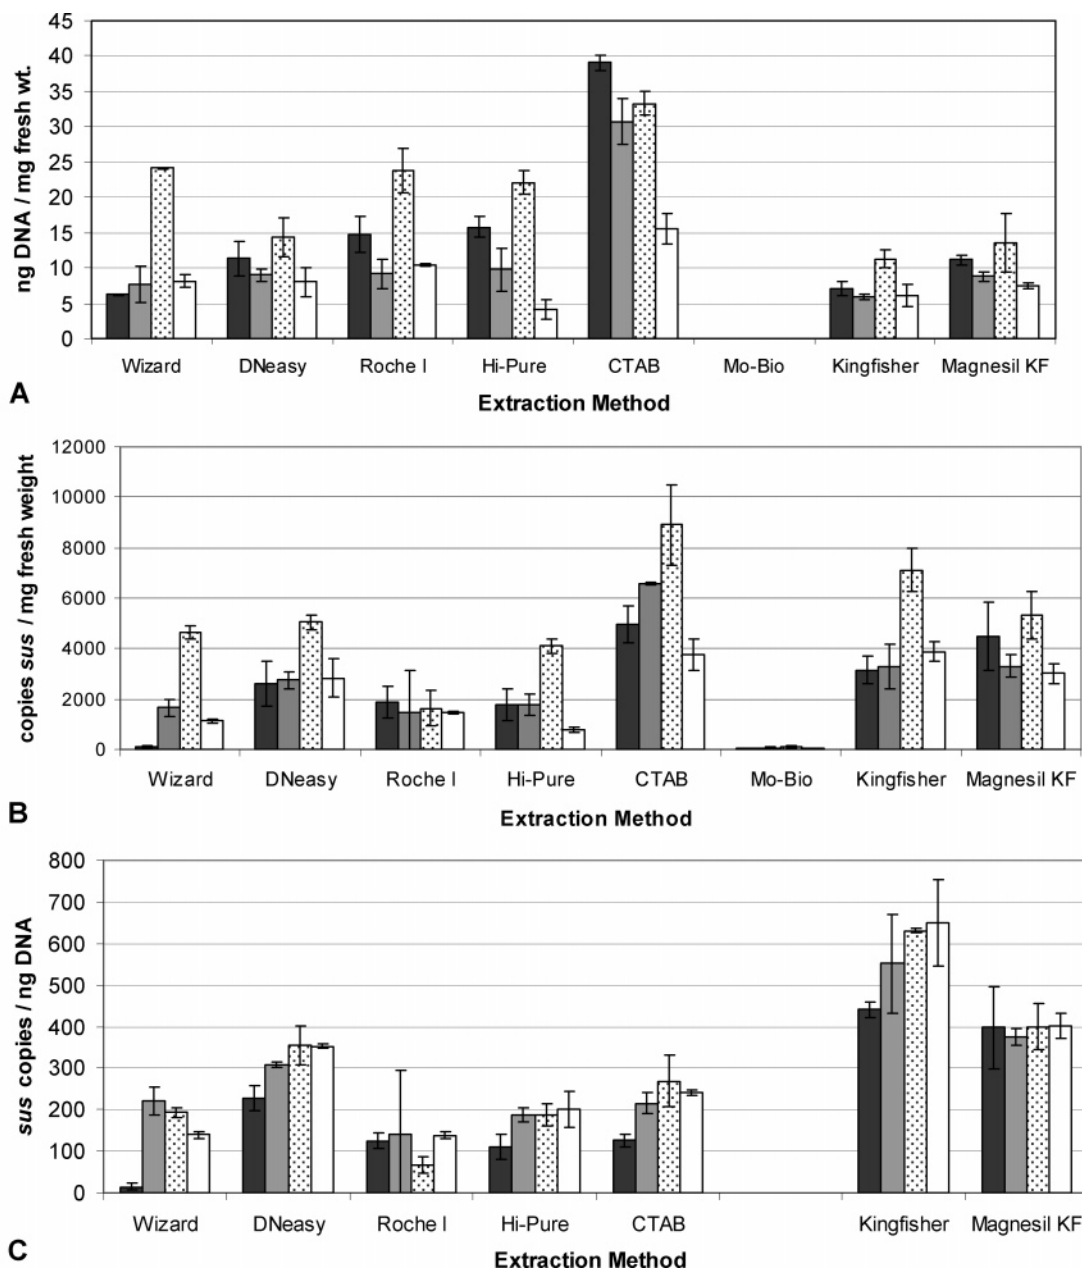 ng DNA / mg fresh wt.
45
40
35
30
25
20
15
10
5
0
Wizard DNeasy Roche I Hi-Pure CTAB Mo-Bio Kingfisher Magnesil KF
A
Extraction Method
copies sus / mg fresh weight
12000
10000
8000
6000
4000
2000
0
Wizard DNeasy Roche I Hi-Pure CTAB Mo-Bio Kingfisher Magnesil KF
B
Extraction Method
sus copies / ng DNA
800
700
600
500
400
300
200
100
0
Wizard DNeasy Roche I Hi-Pure CTAB Kingfisher Magnesil KF
C
Extraction Method